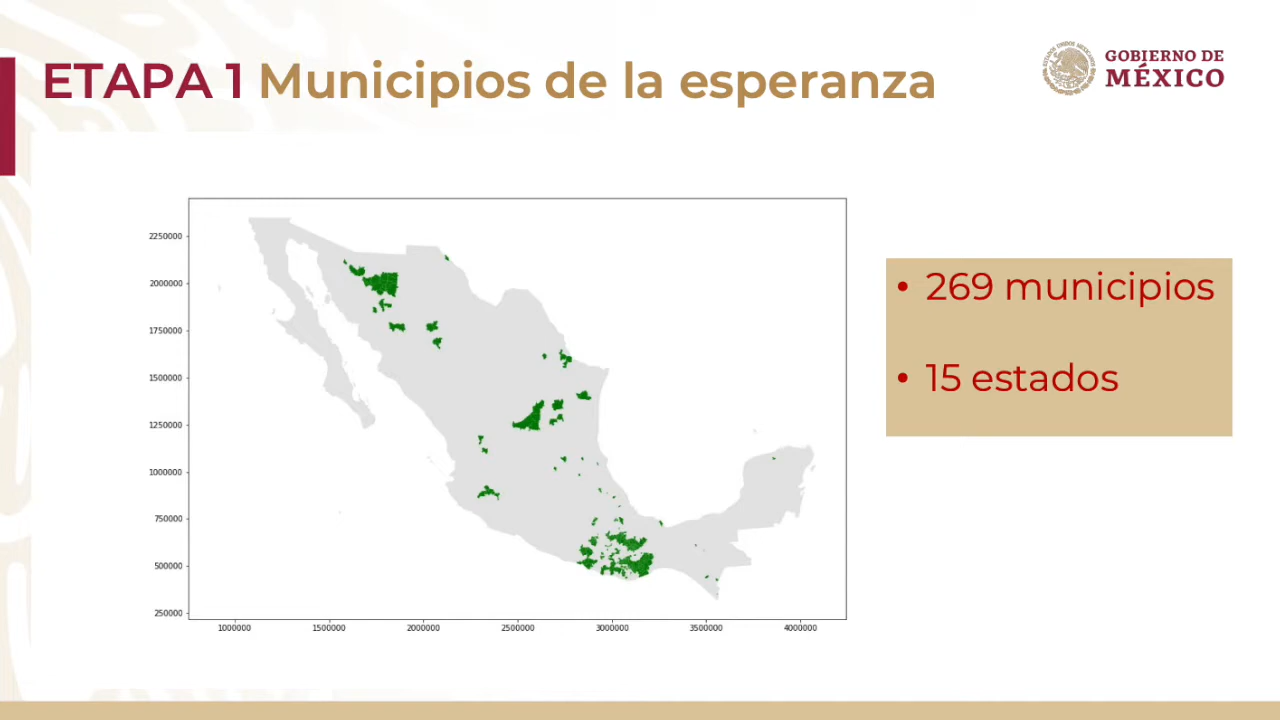 ETAPA 1 Municipios de la esperanza
GOBIERNO DE
MÉXICO
2250000
2000000
1750000
1500000
1250000
1000000
750000
500000
250000
1000000 1500000 2000000 2500000 3000000 3500000 4000000
• 269 municipios
• 15 estados